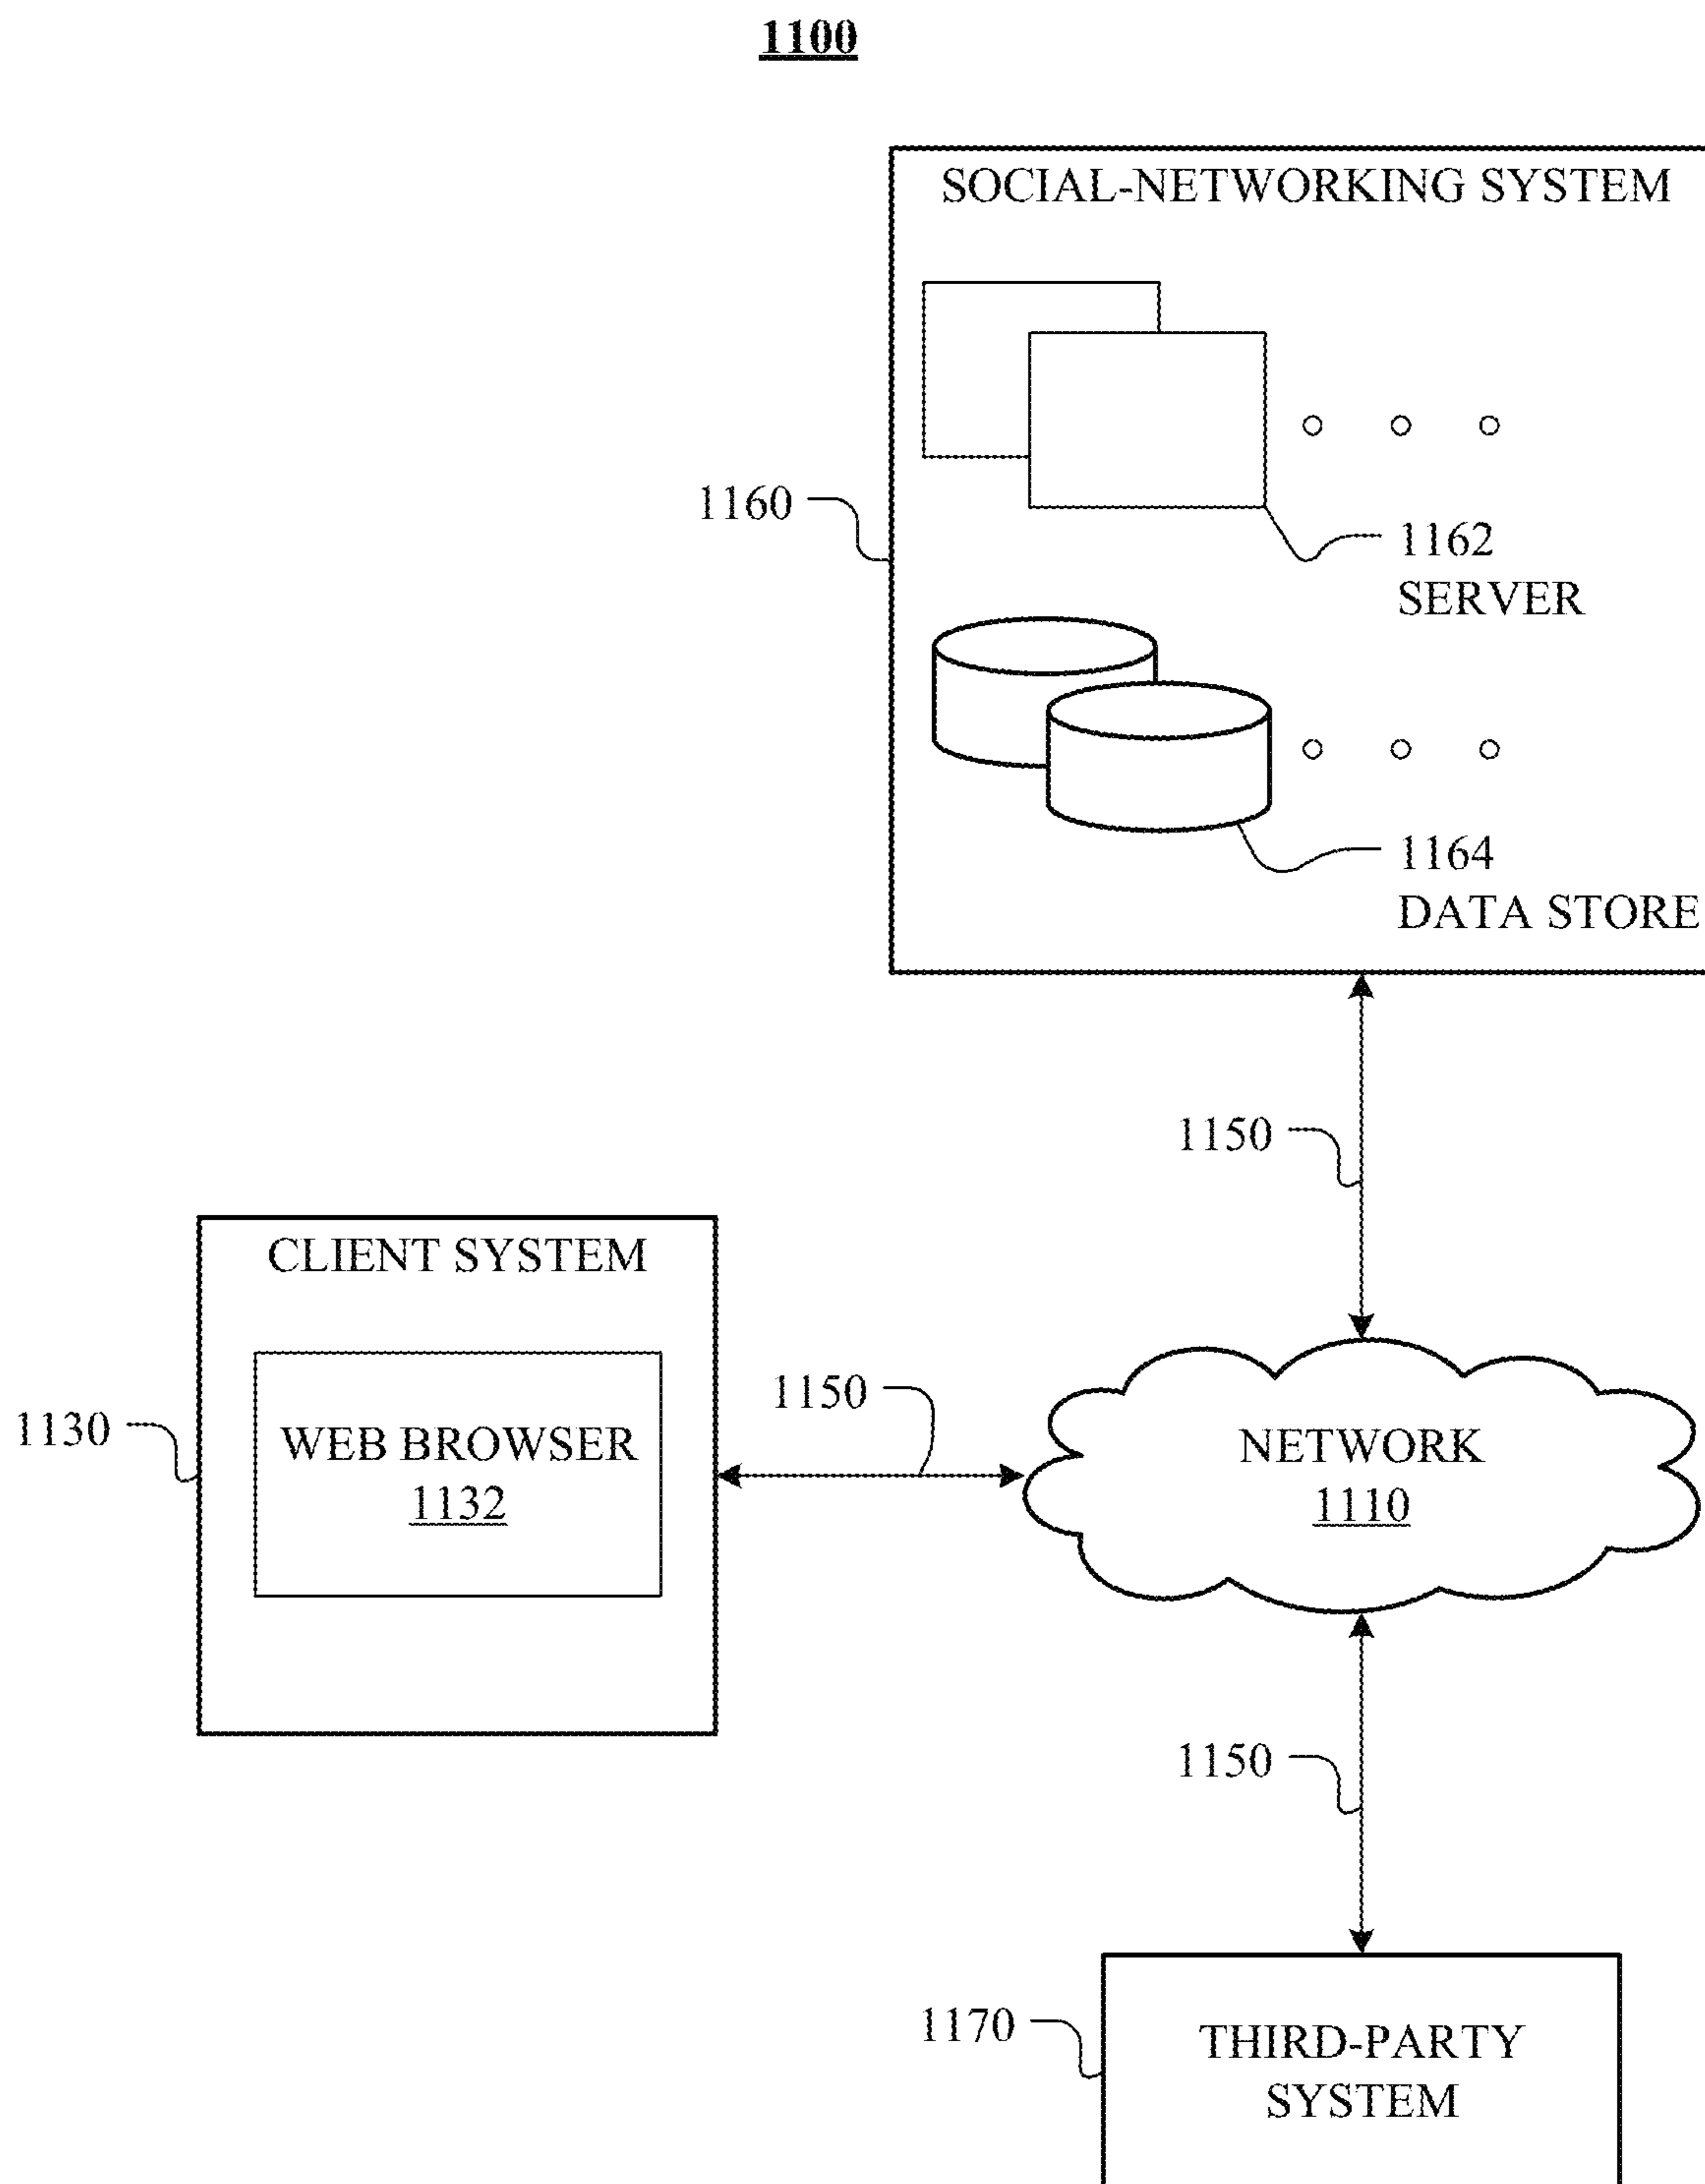 1100
SOCIAL-NETWORKING SYSTEM
1160
1162
SERVER
1164
DATA STORE
1150
CLIENT SYSTEM
1130
WEB BROWSER
1132
1150
NETWORK
1110
1150
1170
THIRD-PARTY
SYSTEM